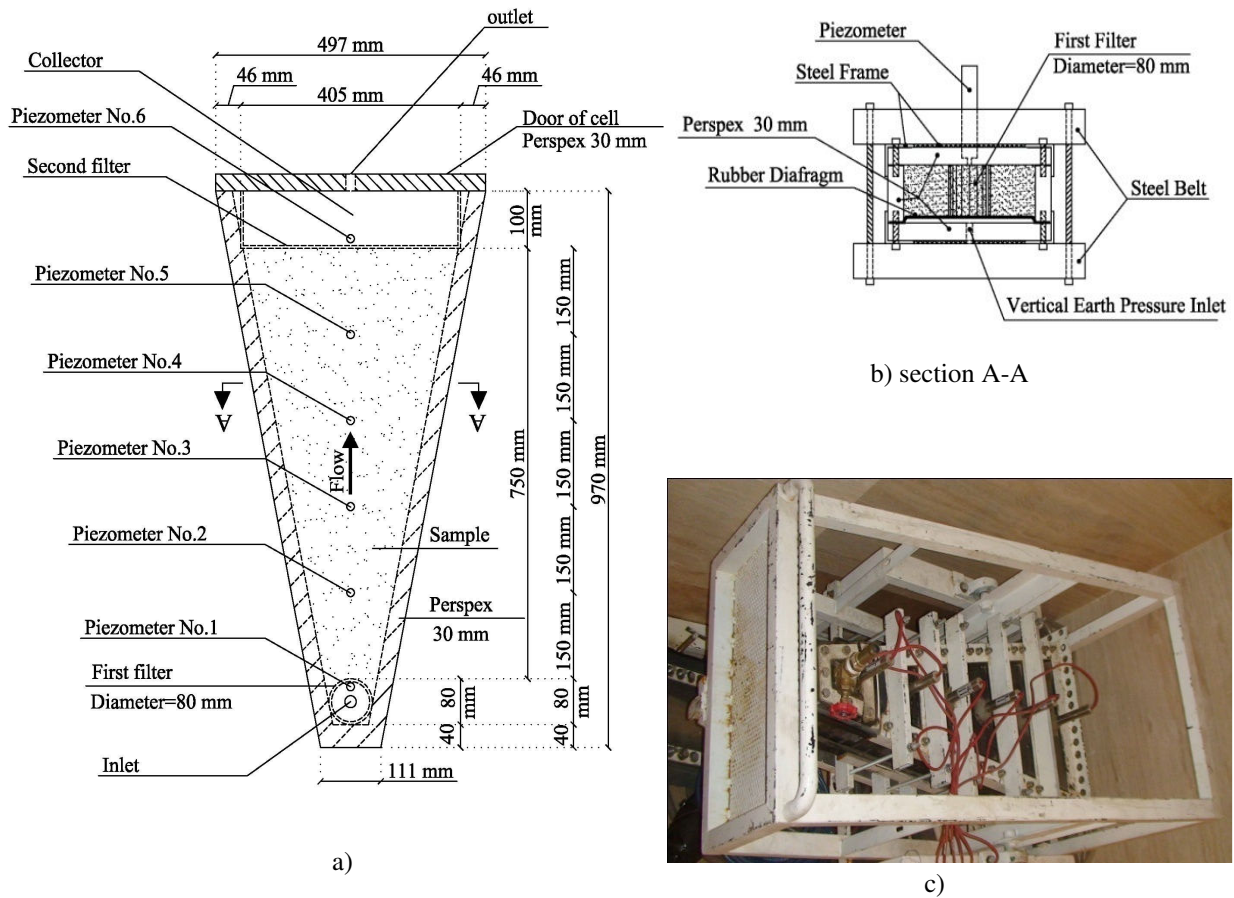 outlet
497 mm
Collector
46 mm
46 mm
405 mm
Piezometer No.6
Door of cell
Perspex 30 mm
Second filter
100
mm
Piezometer No.5
150 mm
Piezometer No.4
150 mm
A
A
Piezometer No.3
Flow
150 mm
750 mm
970 mm
Piezometer No.2
Sample
150 mm
Piezometer No.1
Perspex
30 mm
150 mm
First filter
Diameter=80 mm
80
mm
80
mm
40
40
Inlet
111 mm
a)
Piezometer
First Filter
Diameter=80 mm
Steel Frame
Perspex 30 mm
Rubber Diafragm
Steel Belt
Vertical Earth Pressure Inlet
b) section A-A
c)